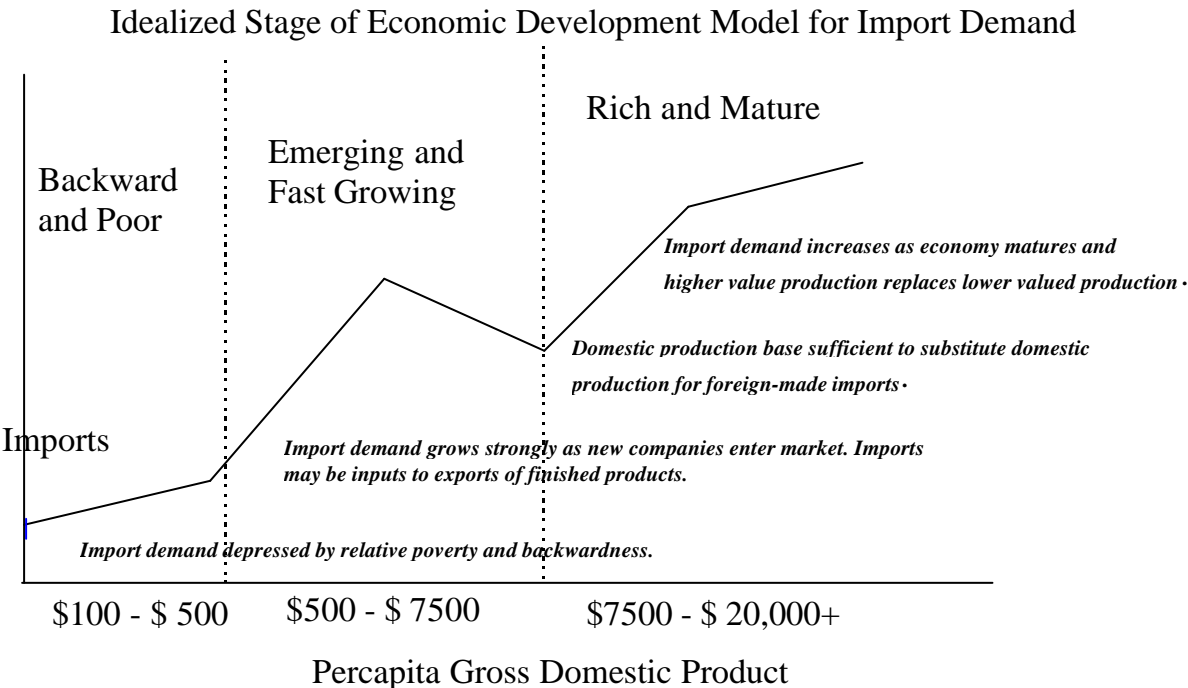 Idealized Stage of Economic Development Model for Import Demand
Rich and Mature
Emerging and
Fast Growing
Backward
and Poor
Import demand increases as economy matures and
higher value production replaces lower valued production.
Domestic production base sufficient to substitute domestic
production for foreign-made imports.
Imports
Import demand grows strongly as new companies enter market. Imports
may be inputs to exports of finished products.
Import demand depressed by relative poverty and backwardness.
$100 - $ 500
$500 - $ 7500
$7500 - $ 20,000+
Percapita Gross Domestic Product